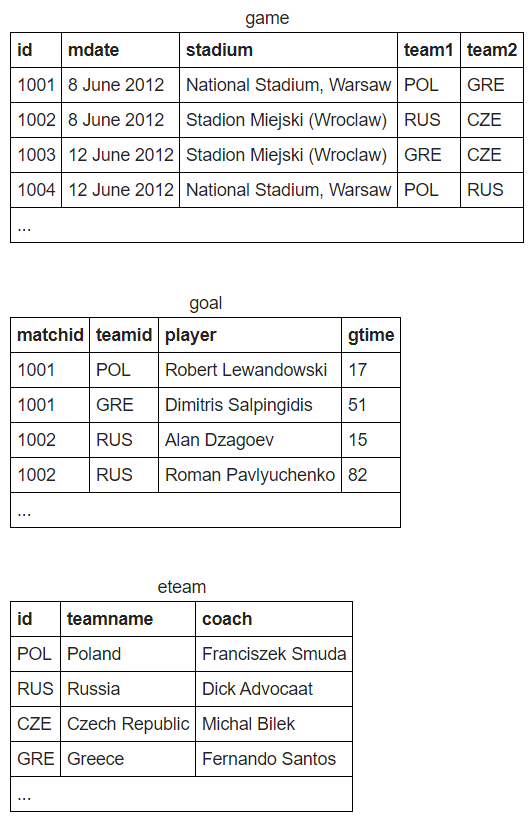 game
id mdate stadium team1 team2
1001 8 June 2012 National Stadium, Warsaw POL GRE
1002 8 June 2012 Stadion Miejski (Wroclaw) RUS CZE
1003 12 June 2012 Stadion Miejski (Wroclaw) GRE CZE
1004 12 June 2012 National Stadium, Warsaw POL RUS
...
goal
matchid teamid player gtime
1001 POL Robert Lewandowski 17
1001 GRE Dimitris Salpingidis 51
1002 RUS Alan Dzagoev 15
1002 RUS Roman Pavlyuchenko 82
...
eteam
id teamname coach
POL Poland Franciszek Smuda
RUS Russia Dick Advocaat
CZE Czech Republic Michal Bilek
GRE Greece Fernando Santos
...